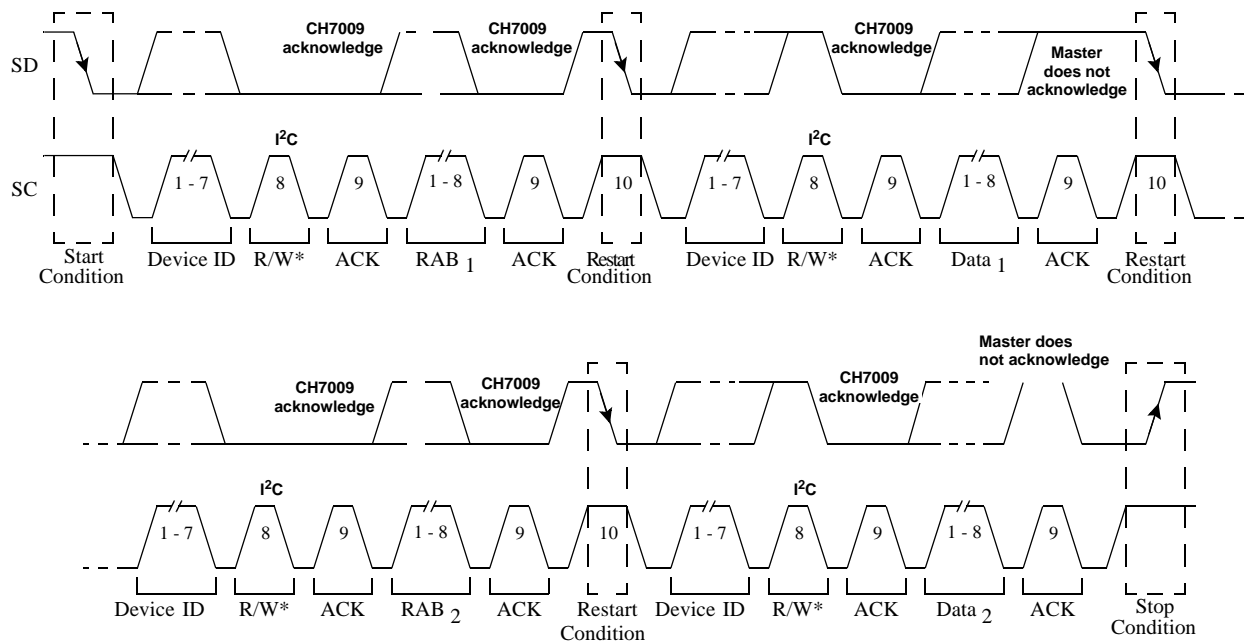 CH7009 acknowledge
CH7009 acknowledge
CH7009 acknowledge
Master does not acknowledge
SD
I²C
I²C
SC
1 - 7
8
9
1 - 8
9
10
1 - 7
8
9
1 - 8
9
10
Start Condition
Device ID
R/W*
ACK
RAB 1
ACK
Restart Condition
Device ID
R/W*
ACK
Data 1
ACK
Restart Condition
CH7009 acknowledge
CH7009 acknowledge
CH7009 acknowledge
Master does not acknowledge
I²C
I²C
1 - 7
8
9
1 - 8
9
10
1 - 7
8
9
1 - 8
9
Device ID
R/W*
ACK
RAB 2
ACK
Restart Condition
Device ID
R/W*
ACK
Data 2
ACK
Stop Condition